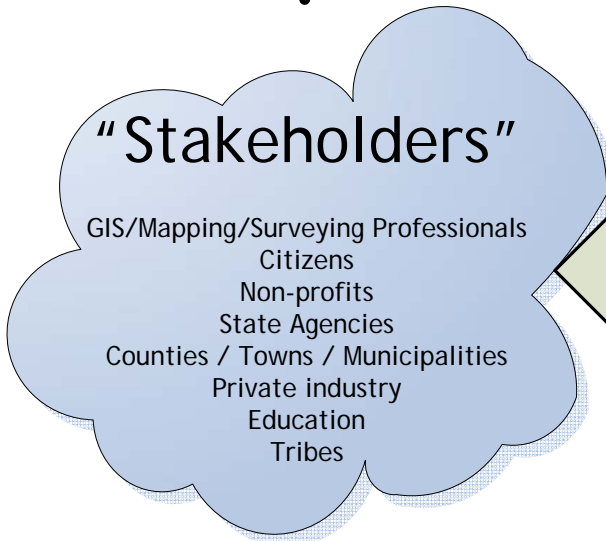 "Stakeholders"
GIS/Mapping/Surveying Professionals
Citizens
Non-profits
State Agencies
Counties / Towns / Municipalities
Private industry
Education
Tribes